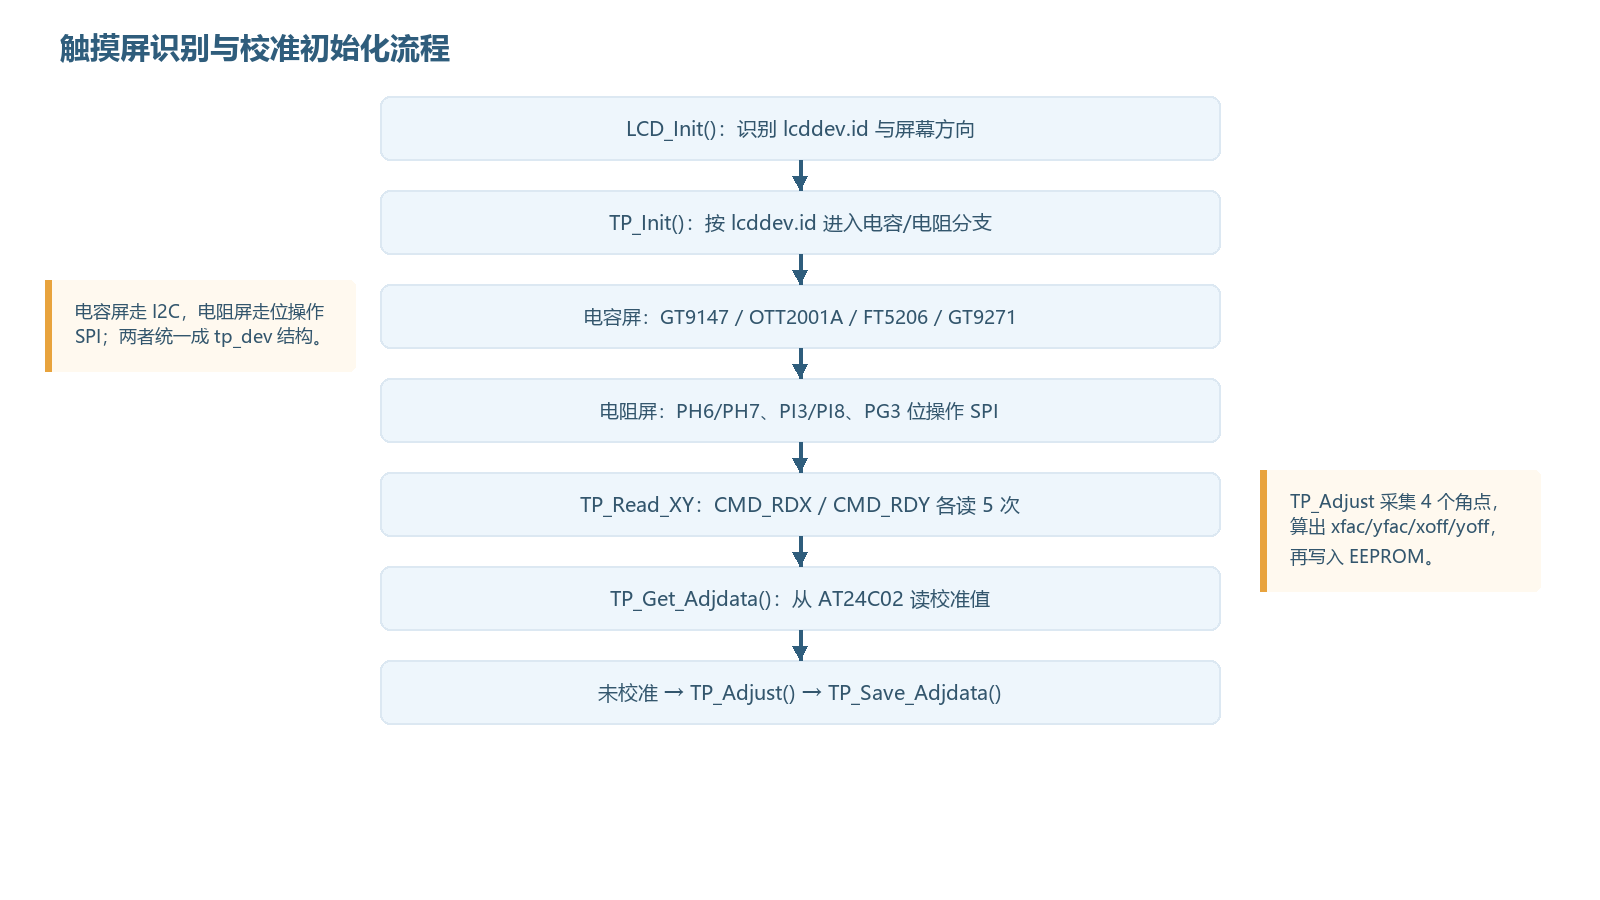 触摸屏识别与校准初始化流程
LCD_Init()：识别 lcddev.id 与屏幕方向
TP_Init()：按 lcddev.id 进入电容/电阻分支
电容屏走 I2C，电阻屏走位操作
SPI；两者统一成 tp_dev 结构。
电容屏：GT9147 / OTT2001A / FT5206 / GT9271
电阻屏：PH6/PH7、PI3/PI8、PG3 位操作 SPI
TP_Read_XY：CMD_RDX / CMD_RDY 各读 5 次
TP_Adjust 采集 4 个角点，
算出 xfac/yfac/xoff/yoff，
再写入 EEPROM。
TP_Get_Adjdata()：从 AT24C02 读校准值
未校准 → TP_Adjust() → TP_Save_Adjdata()